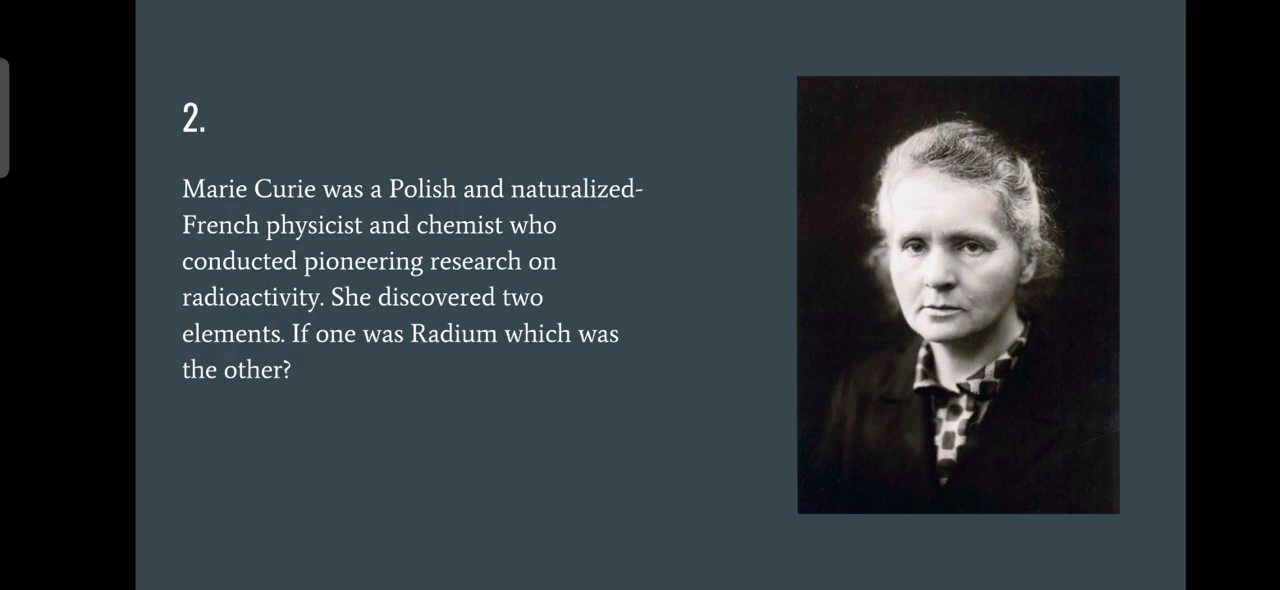 2.
Marie Curie was a Polish and naturalized-
French physicist and chemist who
conducted pioneering research on
radioactivity. She discovered two
elements. If one was Radium which was
the other?